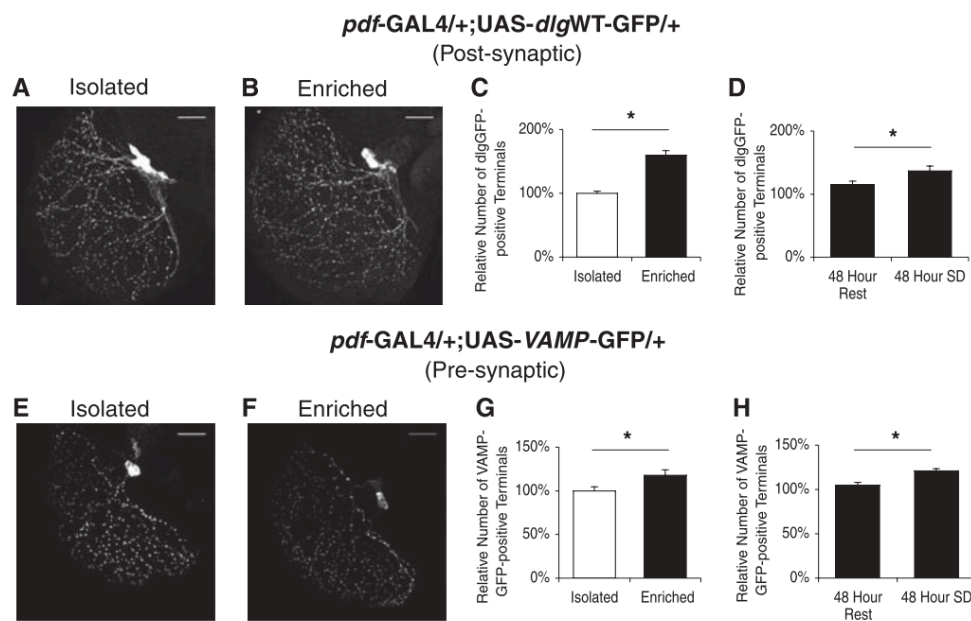 pdf-GAL4/+;UAS-dlgWT-GFP/+
(Post-synaptic)
A Isolated
B Enriched
C
Relative Number of dlgGFP-
positive Terminals
200%
100%
0%
*
Isolated Enriched
D
Relative Number of dlgGFP-
positive Terminals
200%
100%
0%
*
48 Hour 48 Hour SD
Rest
pdf-GAL4/+;UAS-VAMP-GFP/+
(Pre-synaptic)
E Isolated
F Enriched
G
Relative Number of VAMP-
GFP-positive Terminals
150%
100%
50%
0%
*
Isolated Enriched
H
Relative Number of VAMP-
GFP-positive Terminals
150%
100%
50%
0%
*
48 Hour 48 Hour SD
Rest